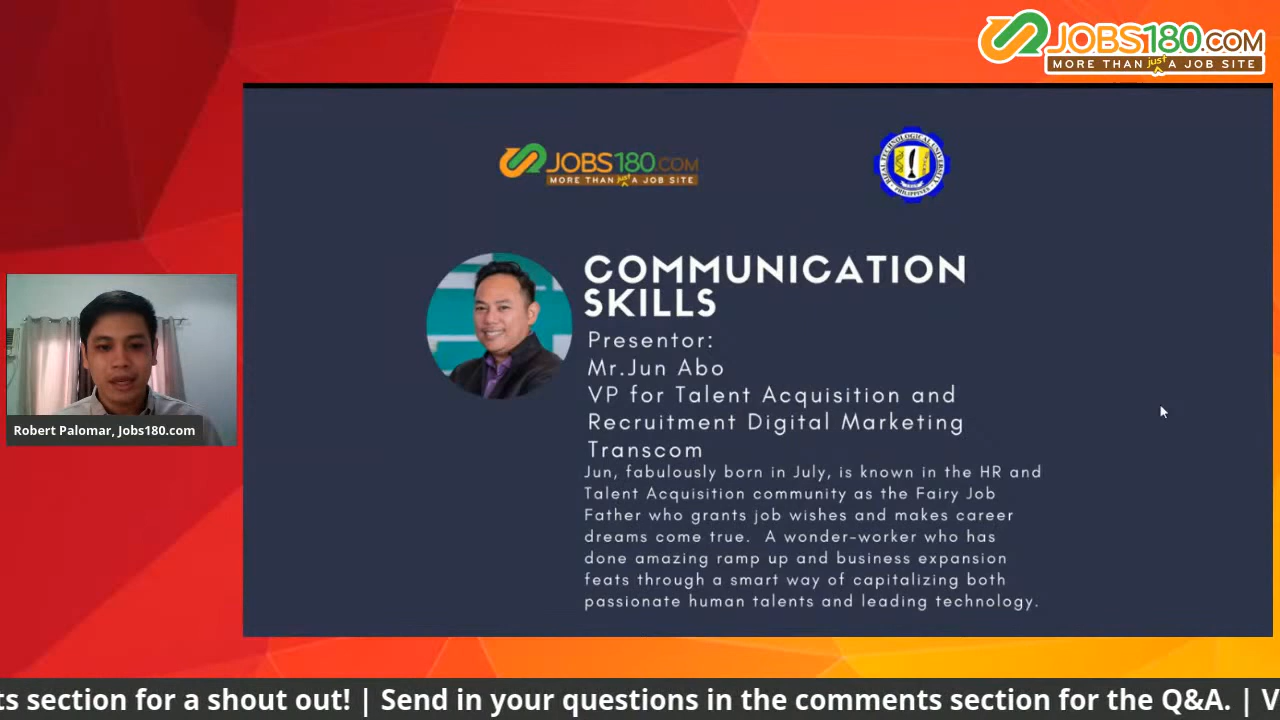 JOBS180.COM
MORE THAN just A JOB SITE
JOBS180.COM
MORE THAN just A JOB SITE
RIZAL TECHNOLOGICAL UNIVERSITY
PHILIPPINES
COMMUNICATION
SKILLS
Presentor:
Mr.Jun Abo
VP for Talent Acquisition and
Recruitment Digital Marketing
Transcom
Jun, fabulously born in July, is known in the HR and
Talent Acquisition community as the Fairy Job
Father who grants job wishes and makes career
dreams come true. A wonder-worker who has
done amazing ramp up and business expansion
feats through a smart way of capitalizing both
passionate human talents and leading technology.
Robert Palomar, Jobs180.com
ts section for a shout out! | Send in your questions in the comments section for the Q&A. | V